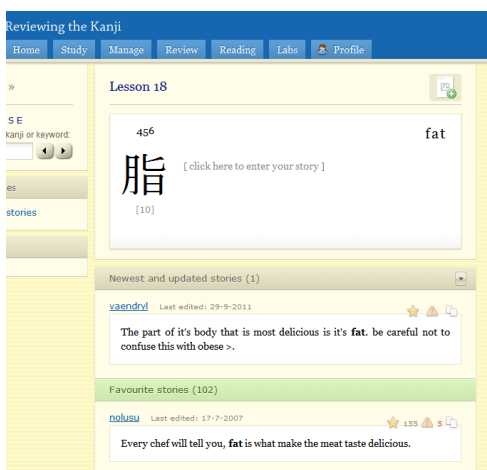 Reviewing the Kanji
Home Study Manage Review Reading Labs Profile
»
S E
kanji or keyword:
es
stories
Lesson 18
456
fat
脂
[ click here to enter your story ]
[10]
Newest and updated stories (1)
vaendryl Last edited: 29-9-2011
The part of it's body that is most delicious is it's fat. be careful not to
confuse this with obese >.
Favourite stories (102)
nolusu Last edited: 17-7-2007
155 5
Every chef will tell you, fat is what make the meat taste delicious.